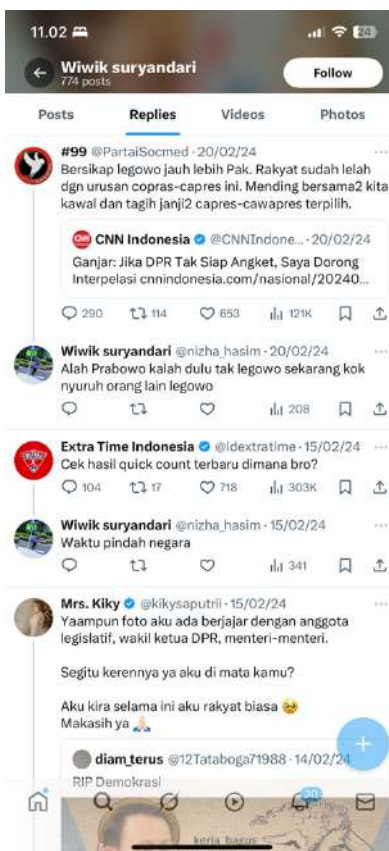 11.02
24
Wiwik suryandari
774 posts
Follow
Posts Replies Videos Photos
#99 @PartaiSocmed · 20/02/24
Bersikap legowo jauh lebih Pak. Rakyat sudah lelah
dgn urusan copras-capres ini. Mending bersama2 kita
kawal dan tagih janji2 capres-cawapres terpilih.
CNN Indonesia @CNNIndone... · 20/02/24
Ganjar: Jika DPR Tak Siap Angket, Saya Dorong
Interpelasi cnnindonesia.com/nasional/20240...
290 114 653 121K
Wiwik suryandari @nizha_hasim · 20/02/24
Alah Prabowo kalah dulu tak legowo sekarang kok
nyuruh orang lain legowo
208
Extra Time Indonesia @idextratime · 15/02/24
Cek hasil quick count terbaru dimana bro?
104 17 718 303K
Wiwik suryandari @nizha_hasim · 15/02/24
Waktu pindah negara
341
Mrs. Kiky @kikysaputrii · 15/02/24
Yaampun foto aku ada berjajar dengan anggota
legislatif, wakil ketua DPR, menteri-menteri.
Segitu kerennya ya aku di mata kamu?
Aku kira selama ini aku rakyat biasa 🥹
Makasih ya 🙏🏻
diam_terus @12Tataboga71988 · 14/02/24
RIP Demokrasi
20
kerja bagus